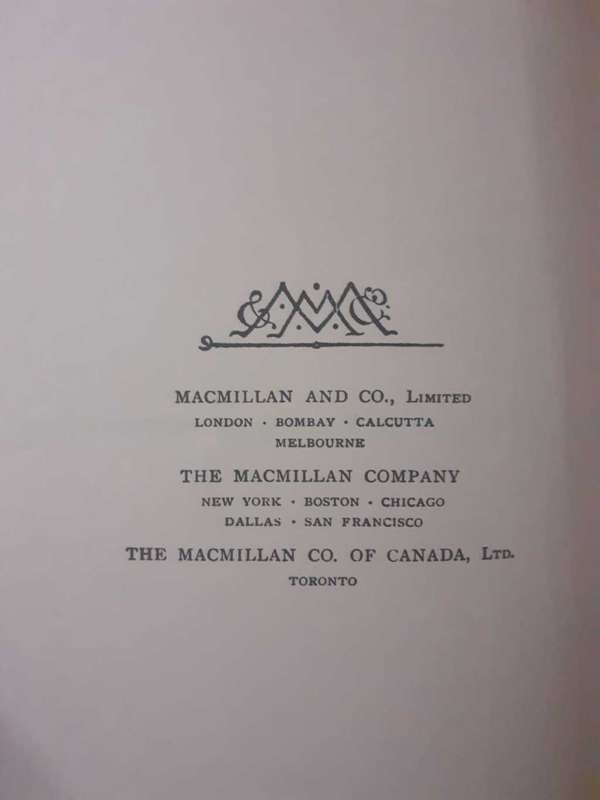 MACMILLAN AND CO., LIMITED
LONDON · BOMBAY · CALCUTTA
MELBOURNE
THE MACMILLAN COMPANY
NEW YORK · BOSTON · CHICAGO
DALLAS · SAN FRANCISCO
THE MACMILLAN CO. OF CANADA, LTD.
TORONTO